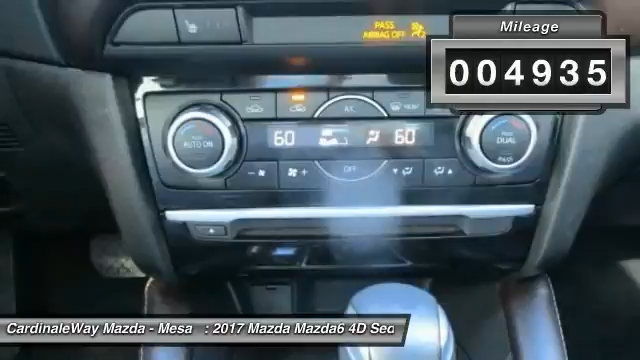 PASS
AIRBAG OFF
Mileage
004935
A/C
AUTO ON
60
60
DUAL
OFF
CardinaleWay Mazda - Mesa : 2017 Mazda Mazda6 4D Sec